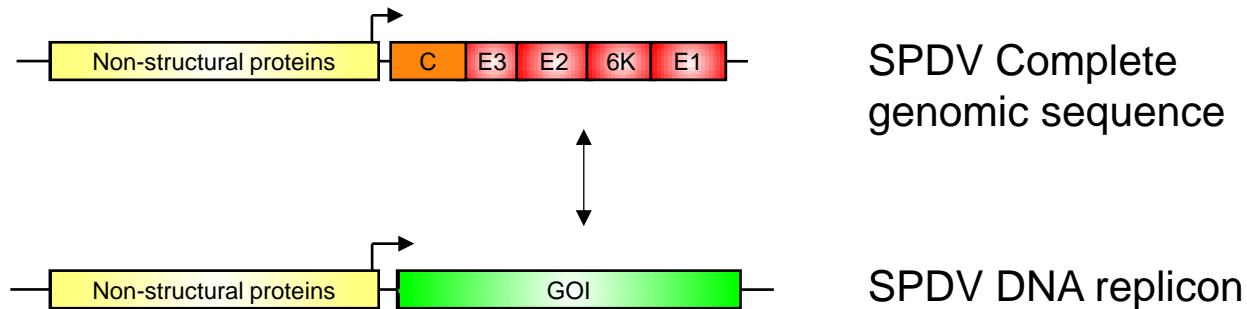 Non-structural proteins C E3 E2 6K E1
SPDV Complete
genomic sequence
Non-structural proteins GOI
SPDV DNA replicon